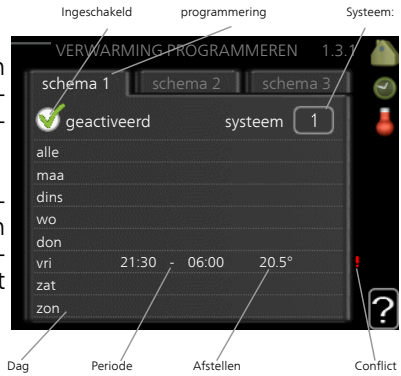 Ingeschakeld programmering Systeem:
VERWARMING PROGRAMMEREN 1.3.1
schema 1 schema 2 schema 3
geactiveerd systeem 1
alle
maa
dins
wo
don
vri 21:30 - 06:00 20.5° !
zat
zon
?
Dag Periode Afstellen Conflict